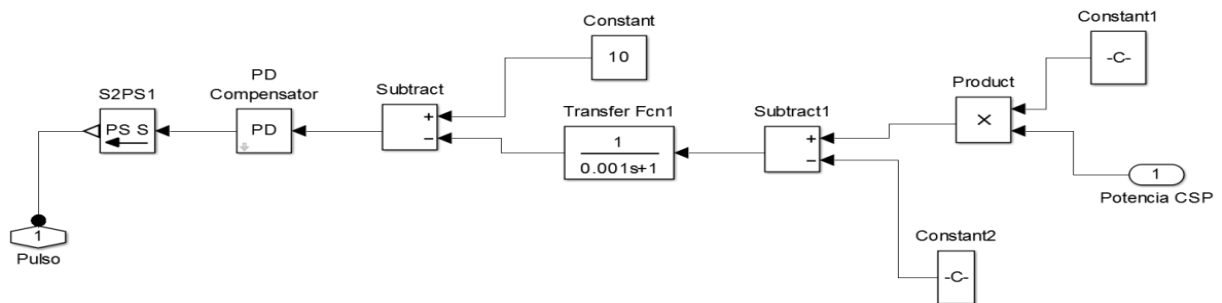 Constant
10
Constant1
-C-
PD
Compensator
PD
S2PS1
PS S
Subtract
+
−
Transfer Fcn1
1
0.001s+1
Subtract1
+
−
Product
×
1
Potencia CSP
Constant2
-C-
1
Pulso